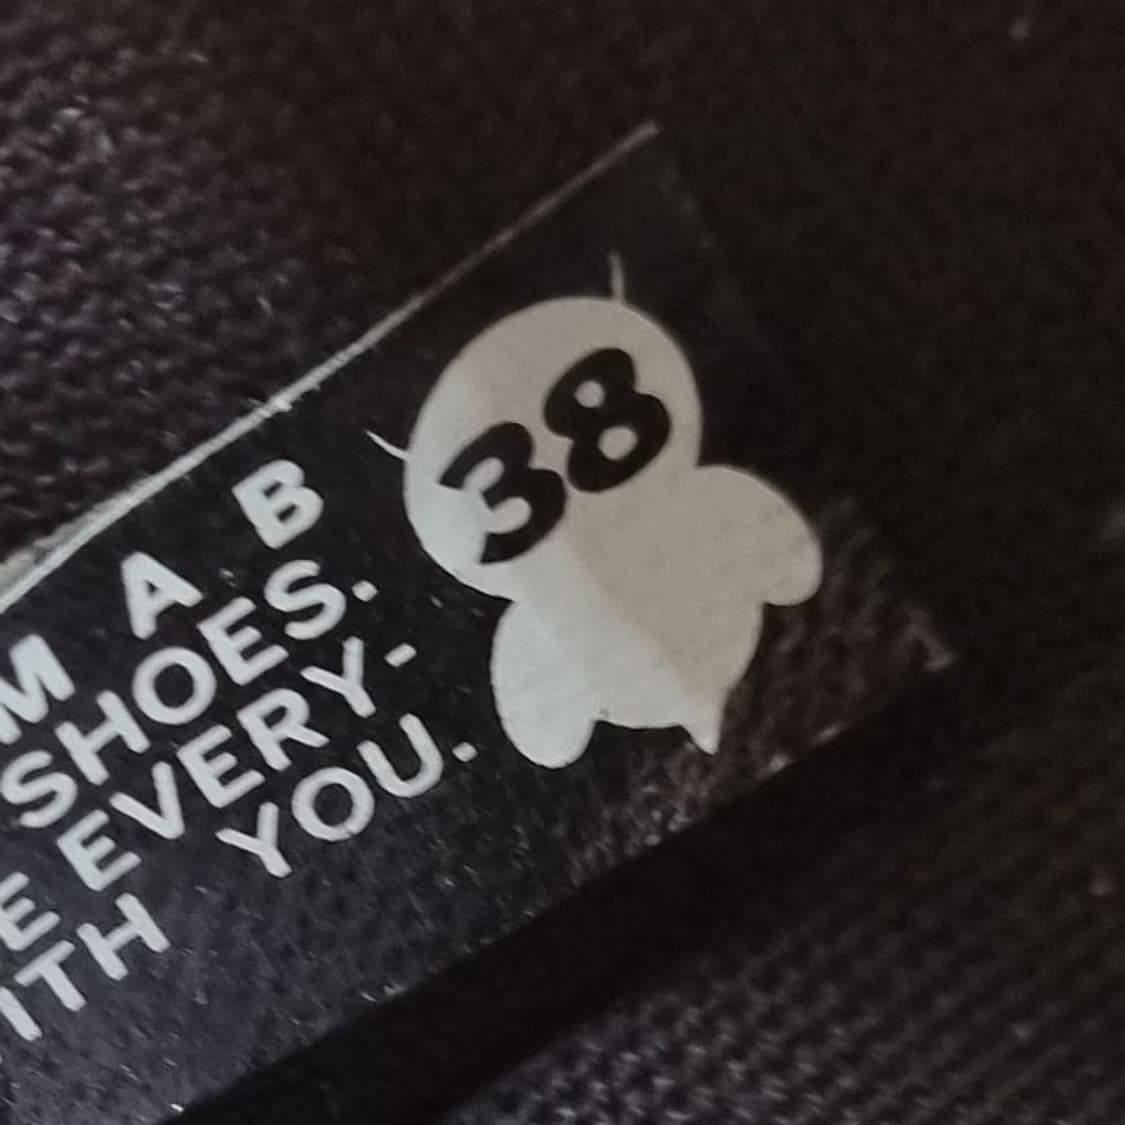 M A B
SHOES.
E EVERY-
ITH YOU.
38